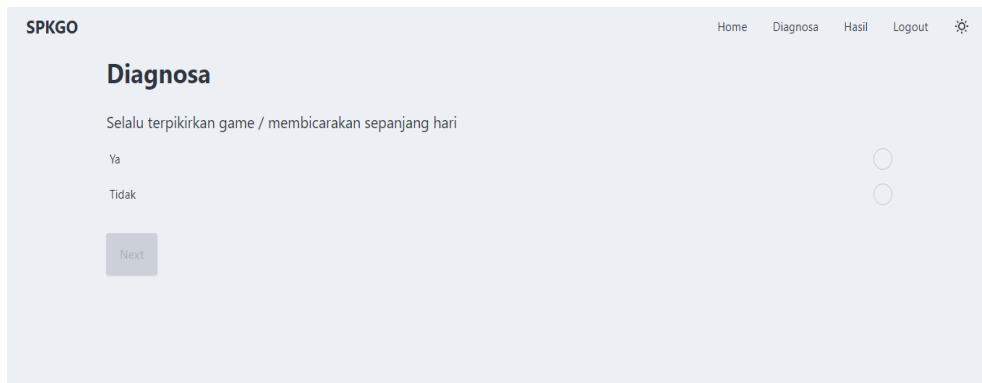 SPKGO
Home Diagnosa Hasil Logout
Diagnosa
Selalu terpikirkan game / membicarakan sepanjang hari
Ya
Tidak
Next